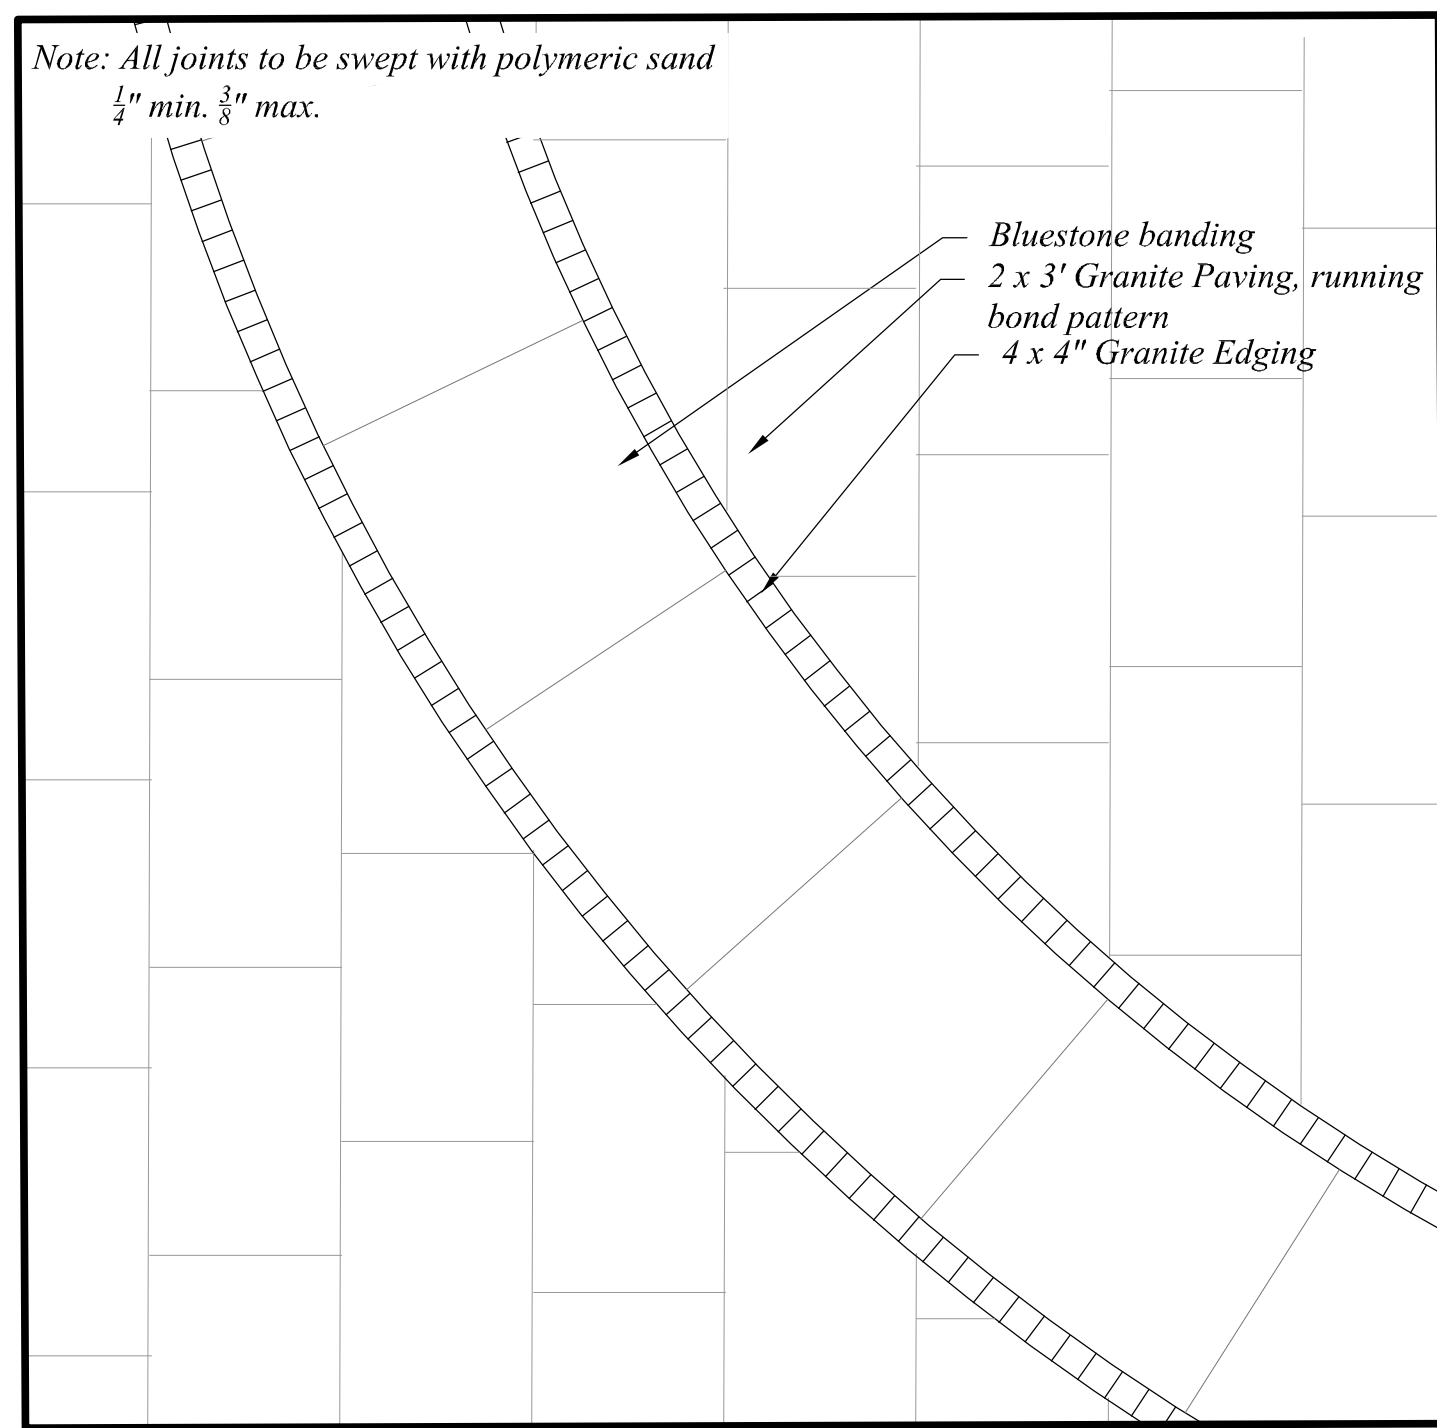 Note: All joints to be swept with polymeric sand
1/4" min. 3/8" max.
Bluestone banding
2 x 3' Granite Paving, running
bond pattern
4 x 4" Granite Edging